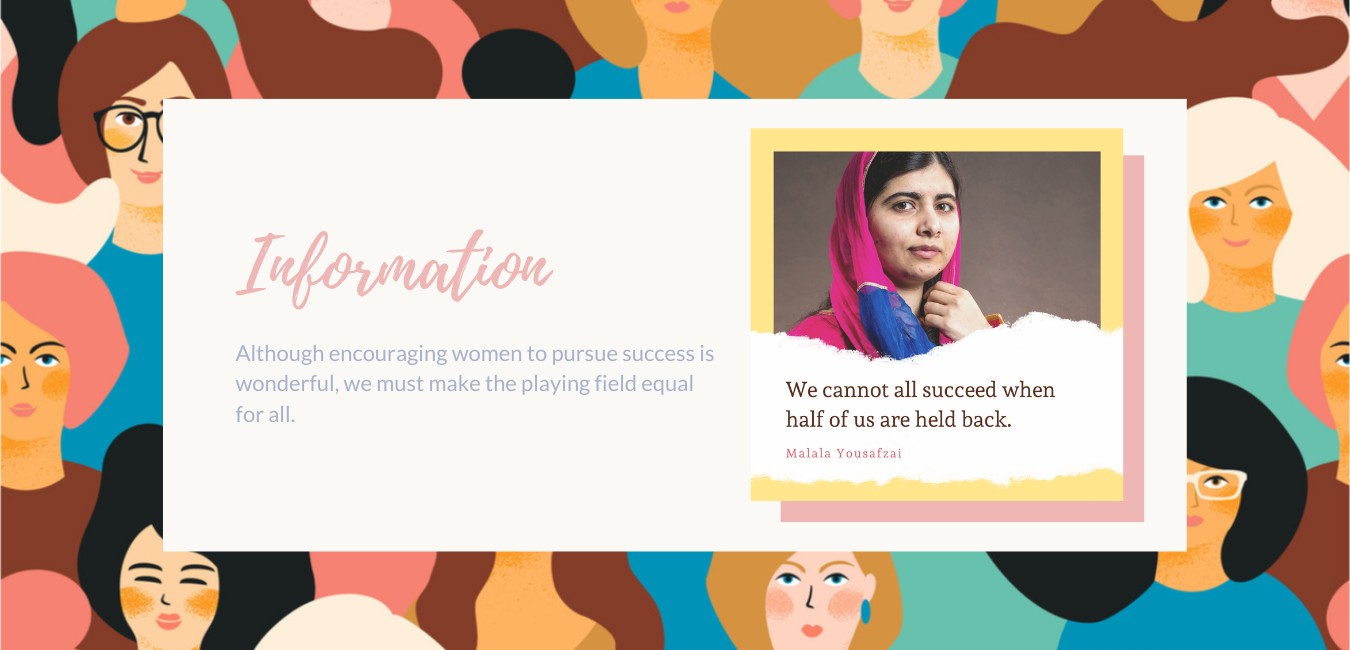 Information
Although encouraging women to pursue success is
wonderful, we must make the playing field equal
for all.
We cannot all succeed when
half of us are held back.
Malala Yousafzai